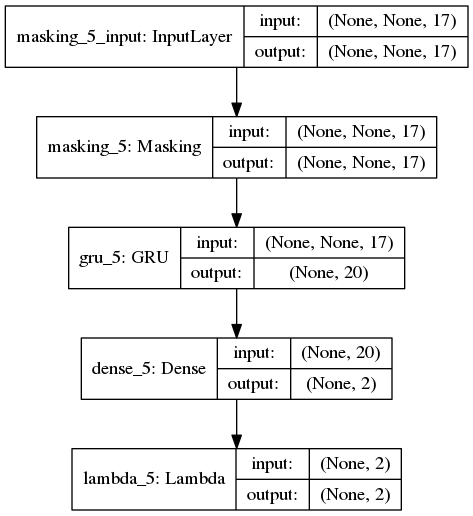 masking_5_input: InputLayer
input: (None, None, 17)
output: (None, None, 17)
masking_5: Masking
input: (None, None, 17)
output: (None, None, 17)
gru_5: GRU
input: (None, None, 17)
output: (None, 20)
dense_5: Dense
input: (None, 20)
output: (None, 2)
lambda_5: Lambda
input: (None, 2)
output: (None, 2)